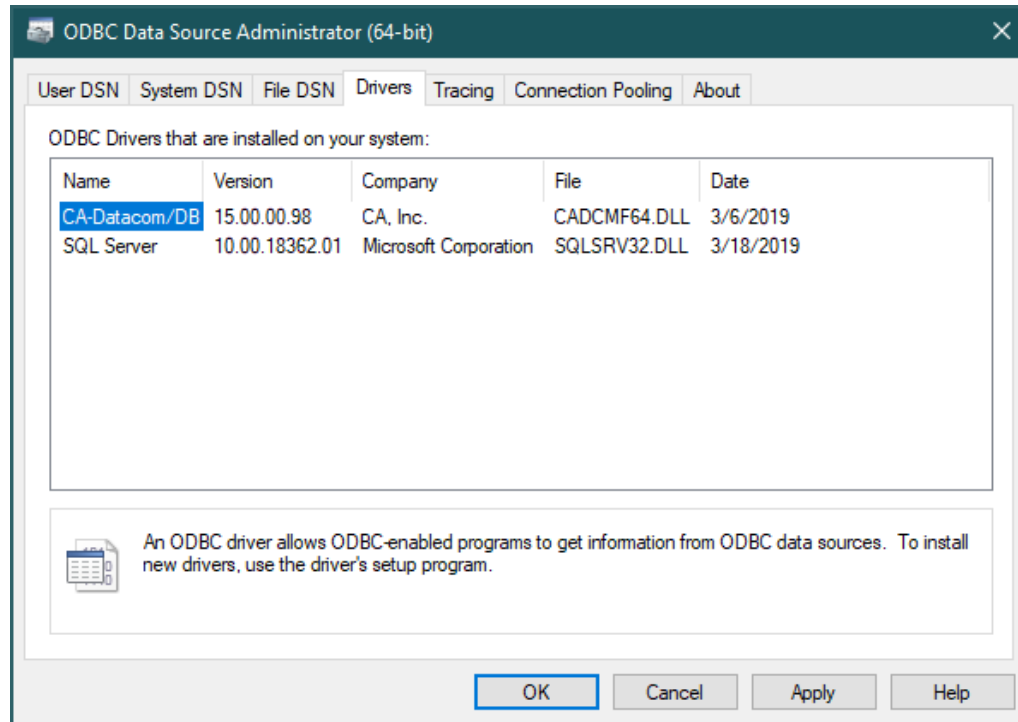 ODBC Data Source Administrator (64-bit)
User DSN System DSN File DSN Drivers Tracing Connection Pooling About
ODBC Drivers that are installed on your system:
Name Version Company File Date
CA-Datacom/DB 15.00.00.98 CA, Inc. CADCMF64.DLL 3/6/2019
SQL Server 10.00.18362.01 Microsoft Corporation SQLSRV32.DLL 3/18/2019
An ODBC driver allows ODBC-enabled programs to get information from ODBC data sources. To install
new drivers, use the driver's setup program.
OK Cancel Apply Help